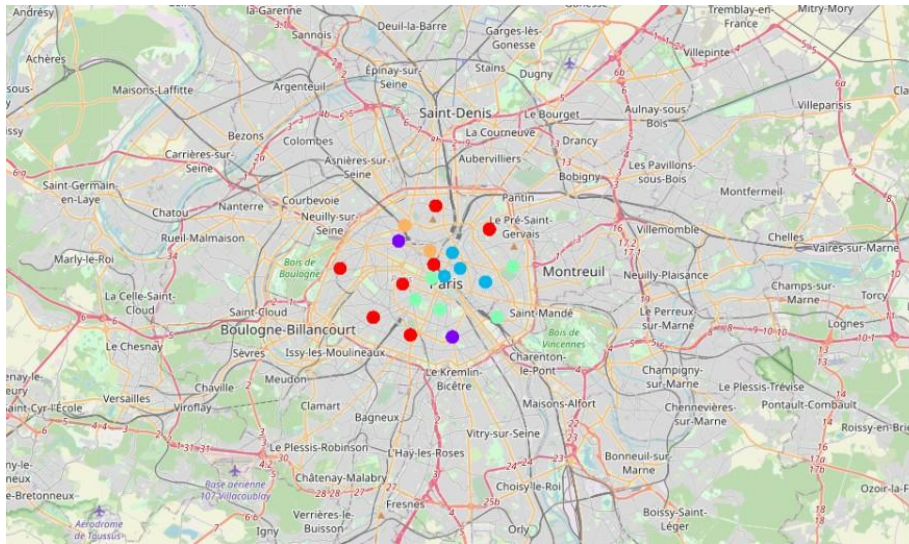 Andrésy
la-Garenne
Deuil-la-Barre
Garges-lès-
Gonesse
Tremblay-en-
France
Mitry-Mory
Sannois
Achères
Épinay-sur-
Seine
Stains
Dugny
Villepinte
6b
6a
Maisons-Laffitte
Argenteuil
Saint-Denis
Le Bourget
Aulnay-sous-
Bois
Villeparisis
Bezons
Colombes
La Courneuve
Drancy
Carrières-sur-
Seine
Asnières-sur-
Seine
Aubervilliers
Bobigny
Les Pavillons-
sous-Bois
Saint-Germain-
en-Laye
Nanterre
Courbevoie
Pantin
Montfermeil
Chatou
Neuilly-sur-
Seine
Le Pré-Saint-
Gervais
Rueil-Malmaison
17.2
17.1
Villemomble
Chelles
Vaires-sur-Marne
Marly-le-Roi
Bois de
Boulogne
Montreuil
Neuilly-Plaisance
Paris
Champs-sur-
Marne
Torcy
La Celle-Saint-
Cloud
Saint-Cloud
Saint-Mandé
Le Perreux-
sur-Marne
Lognes
Boulogne-Billancourt
Bois de
Vincennes
Le Chesnay
Sèvres
Issy-les-Moulineaux
Charenton-
le-Pont
Meudon
Le Kremlin-
Bicêtre
Champigny-
sur-Marne
Le Plessis-Trévise
Chaville
Versailles
Viroflay
Clamart
Maisons-Alfort
Chennevières-
sur-Marne
Pontault-Combault
Bagneux
Roissy-en-Brie
Vitry-sur-Seine
Le Plessis-Robinson
L'Haÿ-les-Roses
Bonneuil-sur-
Marne
17a
17b
Base aérienne
107 Villacoublay
Châtenay-Malabry
Choisy-le-Roi
25b
Fresnes
Verrières-le-
Buisson
Boissy-Saint-
Léger
Ozoir-la-
Aérodrome
de Toussus
Igny
Orly